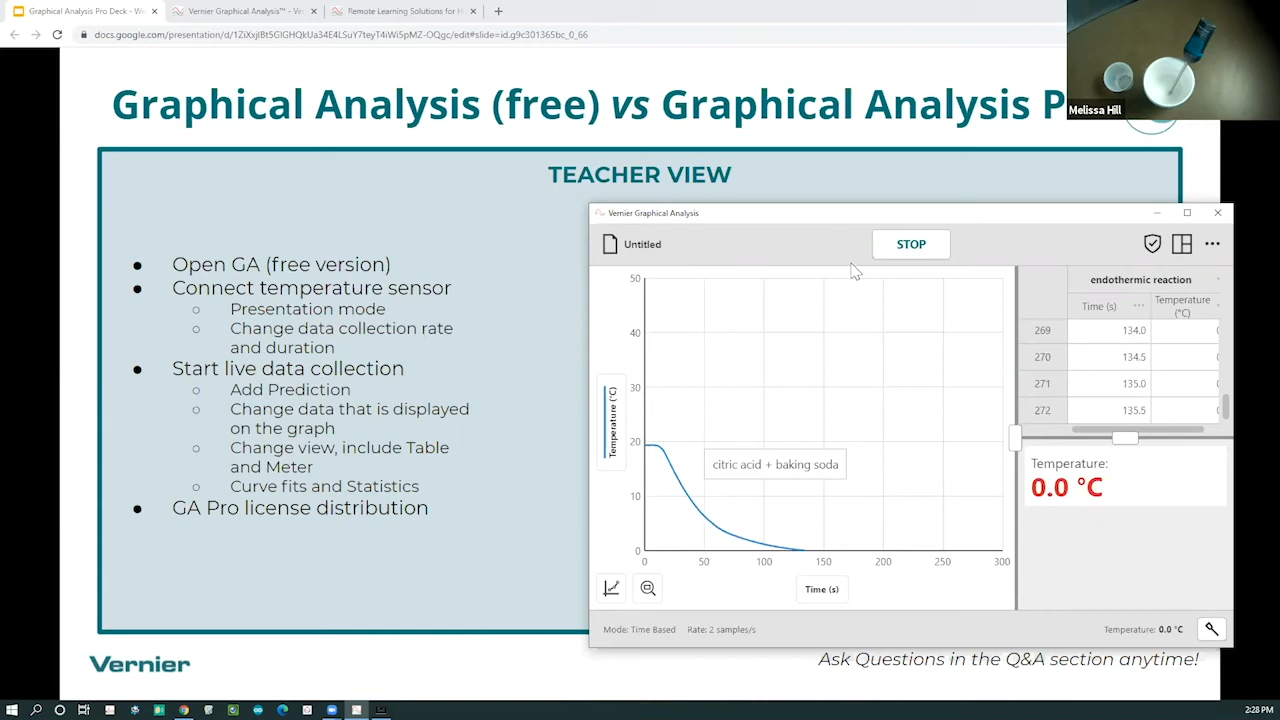 Graphical Analysis Pro Deck - W
Vernier Graphical Analysis™ - Ve
Remote Learning Solutions for H
docs.google.com/presentation/d/1ZiXxjlBt5GlGHQkUa34E4LSuY7teyT4iWi5pMZ-OQgc/edit#slide=id.g9c301365bc_0_66
Melissa Hill
Graphical Analysis (free) vs Graphical Analysis P
TEACHER VIEW
Open GA (free version)
Connect temperature sensor
Presentation mode
Change data collection rate
and duration
Start live data collection
Add Prediction
Change data that is displayed
on the graph
Change view, include Table
and Meter
Curve fits and Statistics
GA Pro license distribution
Vernier Graphical Analysis
Untitled
STOP
50
40
30
20
10
0
Temperature (°C)
citric acid + baking soda
0 50 100 150 200 250 300
Time (s)
endothermic reaction
Time (s) Temperature
(°C)
269 134.0
270 134.5
271 135.0
272 135.5
Temperature:
0.0 °C
Mode: Time Based Rate: 2 samples/s
Temperature: 0.0 °C
Vernier
Ask Questions in the Q&A section anytime!
2:28 PM